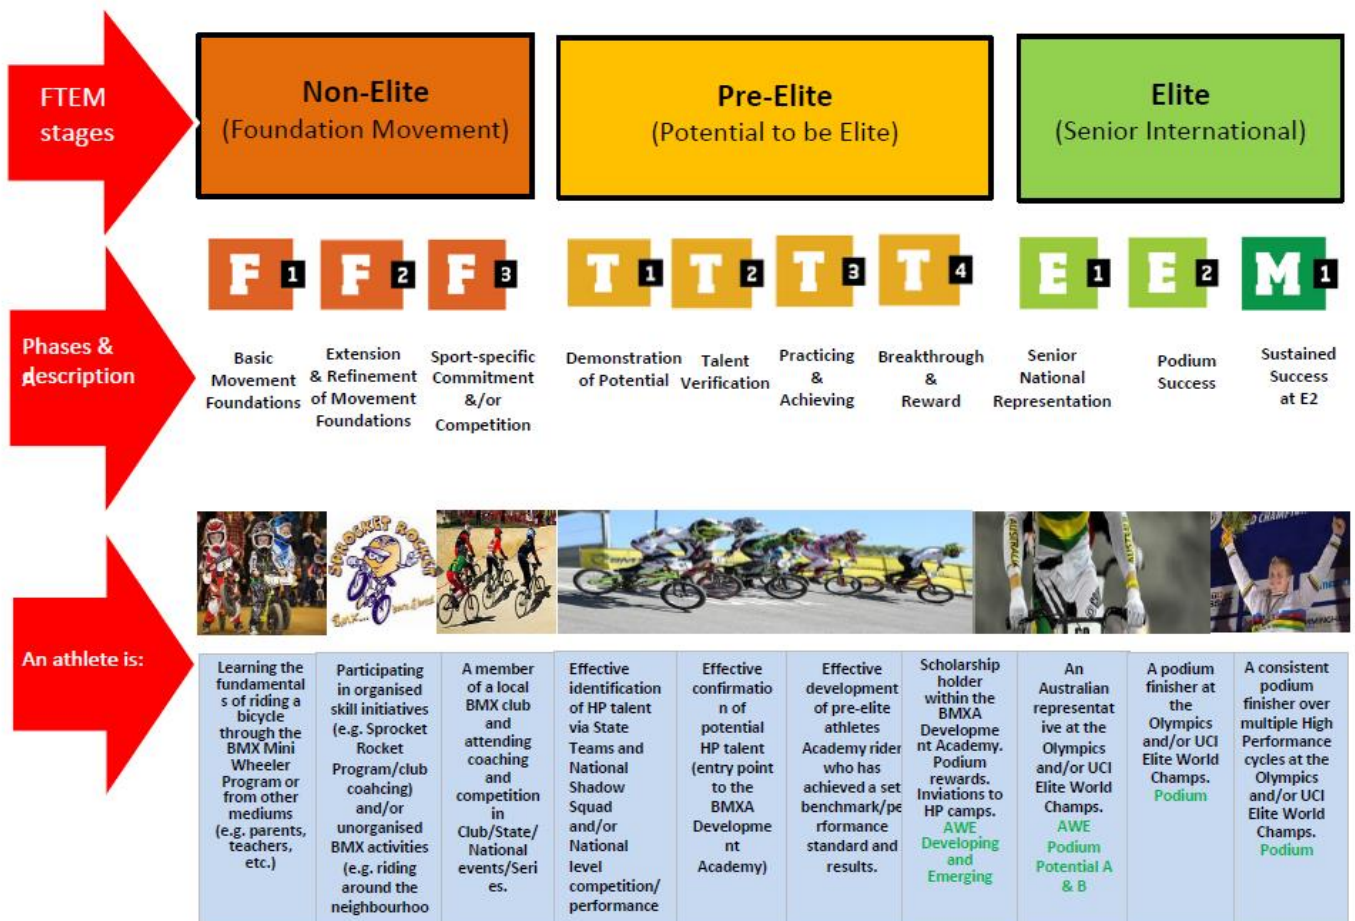 FTEM
stages
Non-Elite
(Foundation Movement)
Pre-Elite
(Potential to be Elite)
Elite
(Senior International)
Phases &
description
F 1
F 2
F 3
T 1
T 2
T 3
T 4
E 1
E 2
M 1
Basic
Movement
Foundations
Extension
& Refinement
of Movement
Foundations
Sport-specific
Commitment
&/or
Competition
Demonstration
of Potential
Talent
Verification
Practicing
&
Achieving
Breakthrough
&
Reward
Senior
National
Representation
Podium
Success
Sustained
Success
at E2
SPROCKET ROCKET
An athlete is:
Learning the
fundamental
s of riding a
bicycle
through the
BMX Mini
Wheeler
Program or
from other
mediums
(e.g. parents,
teachers,
etc.)
Participating
in organised
skill initiatives
(e.g. Sprocket
Rocket
Program/club
coahcing)
and/or
unorganised
BMX activities
(e.g. riding
around the
neighbourhoo
A member
of a local
BMX club
and
attending
coaching
and
competition
in
Club/State/
National
events/Seri
es.
Effective
identification
of HP talent
via State
Teams and
National
Shadow
Squad
and/or
National
level
competition/
performance
Effective
confirmatio
n of
potential
HP talent
(entry point
to the
BMXA
Developme
nt
Academy)
Effective
development
of pre-elite
athletes
Academy rider
who has
achieved a set
benchmark/pe
rformance
standard and
results.
Scholarship
holder
within the
BMXA
Developme
nt Academy.
Podium
rewards.
Inviations to
HP camps.
AWE
Developing
and
Emerging
An
Australian
representat
ive at the
Olympics
and/or UCI
Elite World
Champs.
AWE
Podium
Potential A
& B
A podium
finisher at
the
Olympics
and/or UCI
Elite World
Champs.
Podium
A consistent
podium
finisher over
multiple High
Performance
cycles at the
Olympics
and/or UCI
Elite World
Champs.
Podium